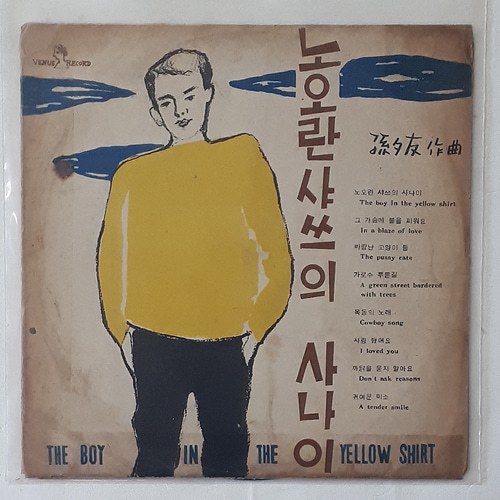 VENUS RECORD
노오란 샤쓰의 사나이
孫夕友 作曲
노오란 샤쓰의 사나이
The boy in the yellow shirt
그 가슴에 불을 피워요
In a blaze of love
바람난 고양이 들
The pussy cats
가로수 푸른길
A green street bordered
with trees
목동의 노래
Cowboy song
사랑 했어요
I loved you
까닭을 묻지 말아요
Don't ask reasons
귀여운 미소
A tender smile
THE BOY IN THE YELLOW SHIRT